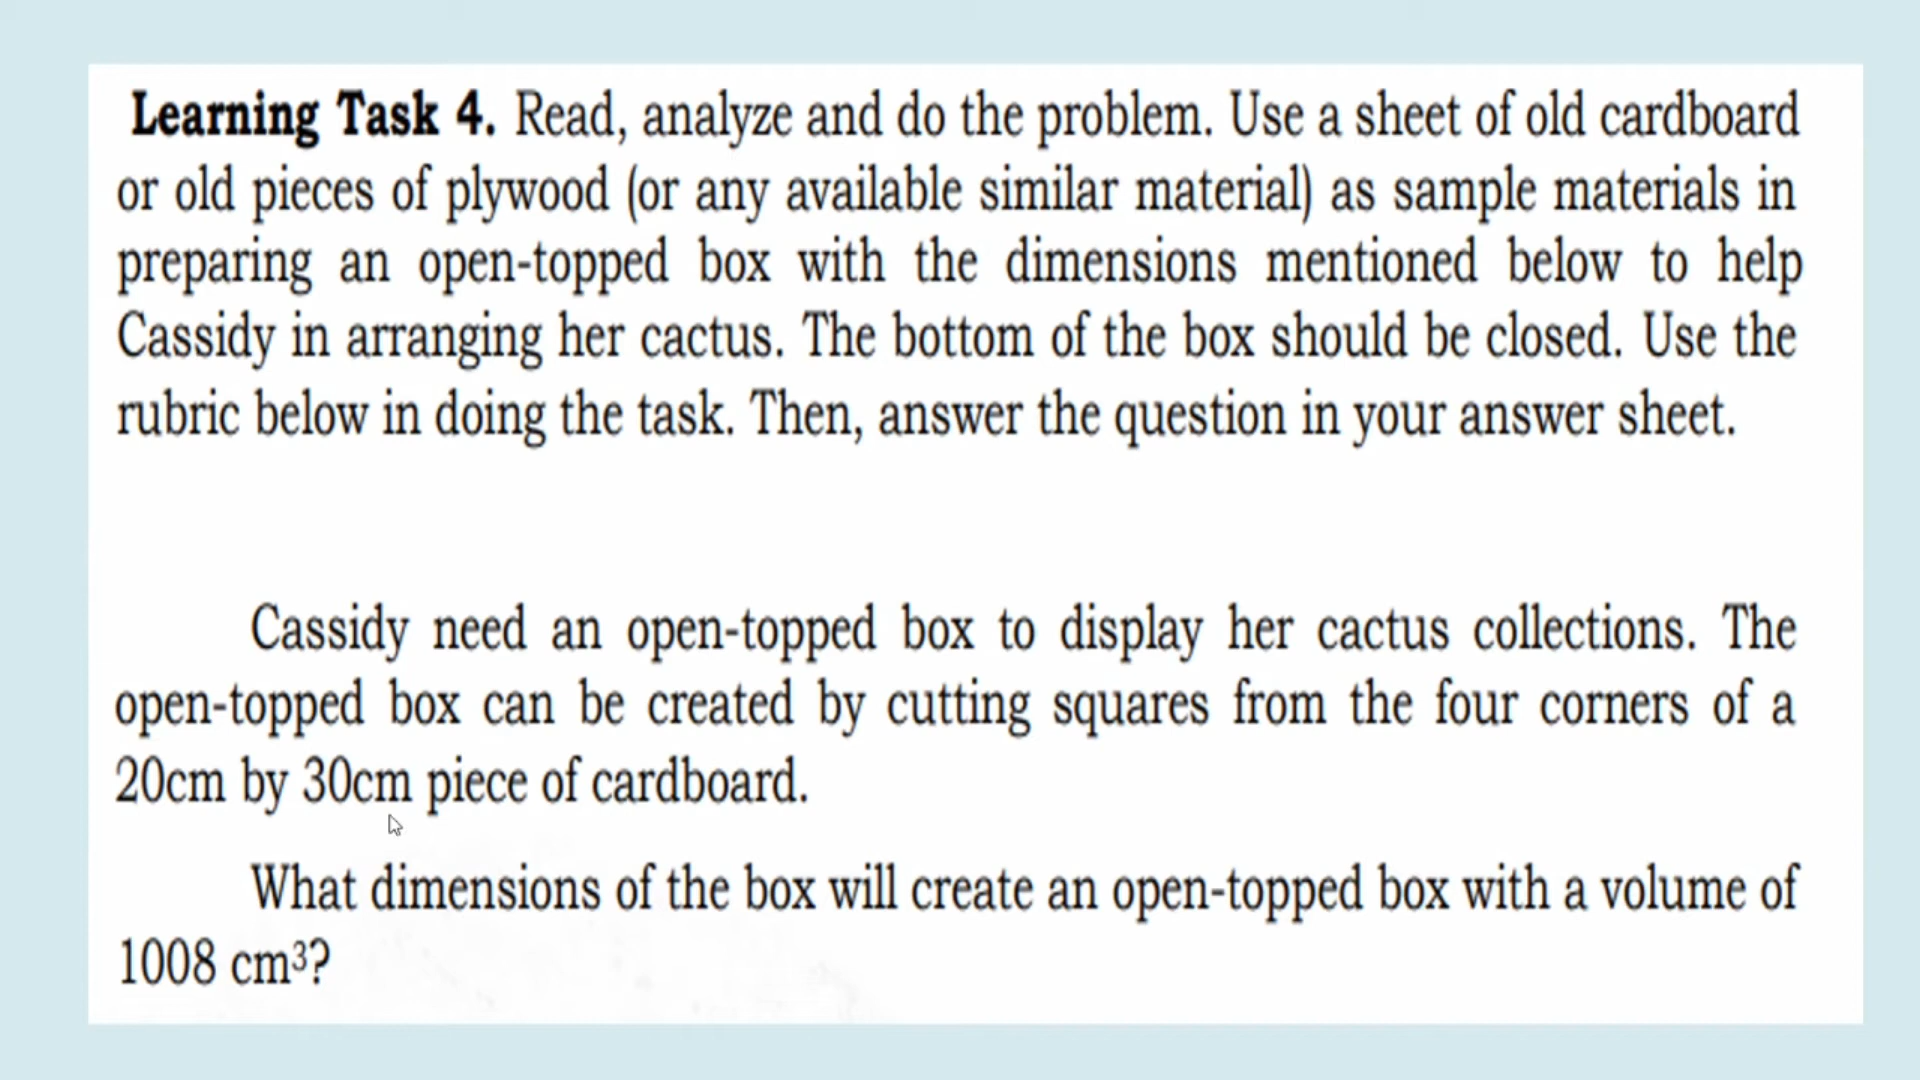 Learning Task 4. Read, analyze and do the problem. Use a sheet of old cardboard
or old pieces of plywood (or any available similar material) as sample materials in
preparing an open-topped box with the dimensions mentioned below to help
Cassidy in arranging her cactus. The bottom of the box should be closed. Use the
rubric below in doing the task. Then, answer the question in your answer sheet.
Cassidy need an open-topped box to display her cactus collections. The
open-topped box can be created by cutting squares from the four corners of a
20cm by 30cm piece of cardboard.
What dimensions of the box will create an open-topped box with a volume of
1008 cm³?